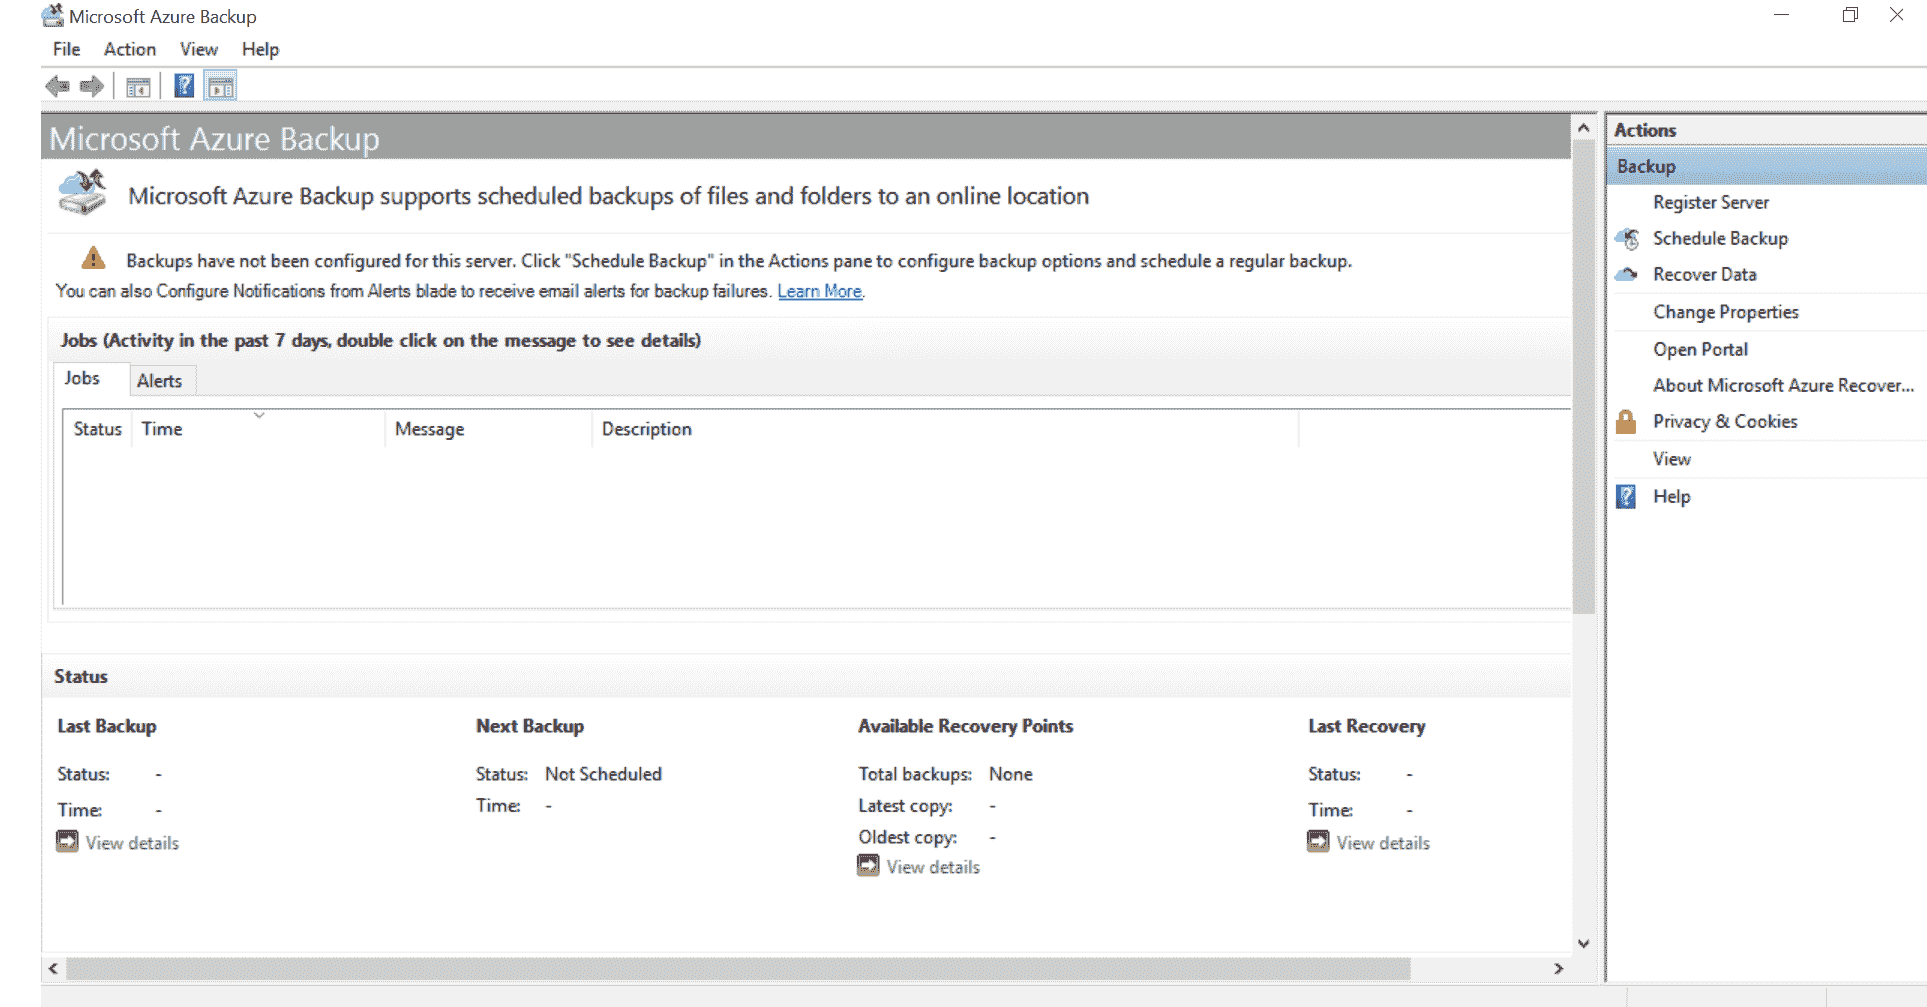 Microsoft Azure Backup
File Action View Help
Microsoft Azure Backup
Microsoft Azure Backup supports scheduled backups of files and folders to an online location
Backups have not been configured for this server. Click "Schedule Backup" in the Actions pane to configure backup options and schedule a regular backup.
You can also Configure Notifications from Alerts blade to receive email alerts for backup failures. Learn More.
Jobs (Activity in the past 7 days, double click on the message to see details)
Jobs Alerts
Status Time Message Description
Status
Last Backup
Status: -
Time: -
View details
Next Backup
Status: Not Scheduled
Time: -
Available Recovery Points
Total backups: None
Latest copy: -
Oldest copy: -
View details
Last Recovery
Status: -
Time: -
View details
Actions
Backup
Register Server
Schedule Backup
Recover Data
Change Properties
Open Portal
About Microsoft Azure Recover...
Privacy & Cookies
View
Help